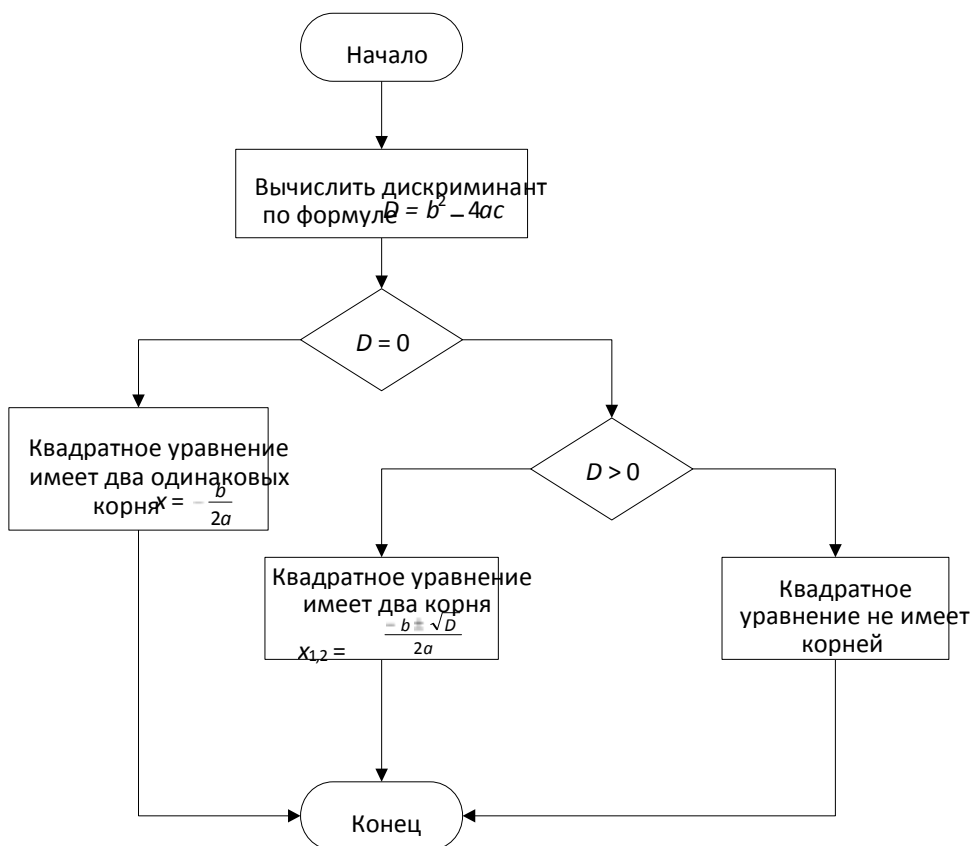 Начало
Вычислить дискриминант
по формуле D = b² – 4ac
D = 0
Квадратное уравнение
имеет два одинаковых
корня x = - b/2a
D > 0
Квадратное уравнение
имеет два корня
x₁,₂ = (- b ± √D)/2a
Квадратное
уравнение не имеет
корней
Конец